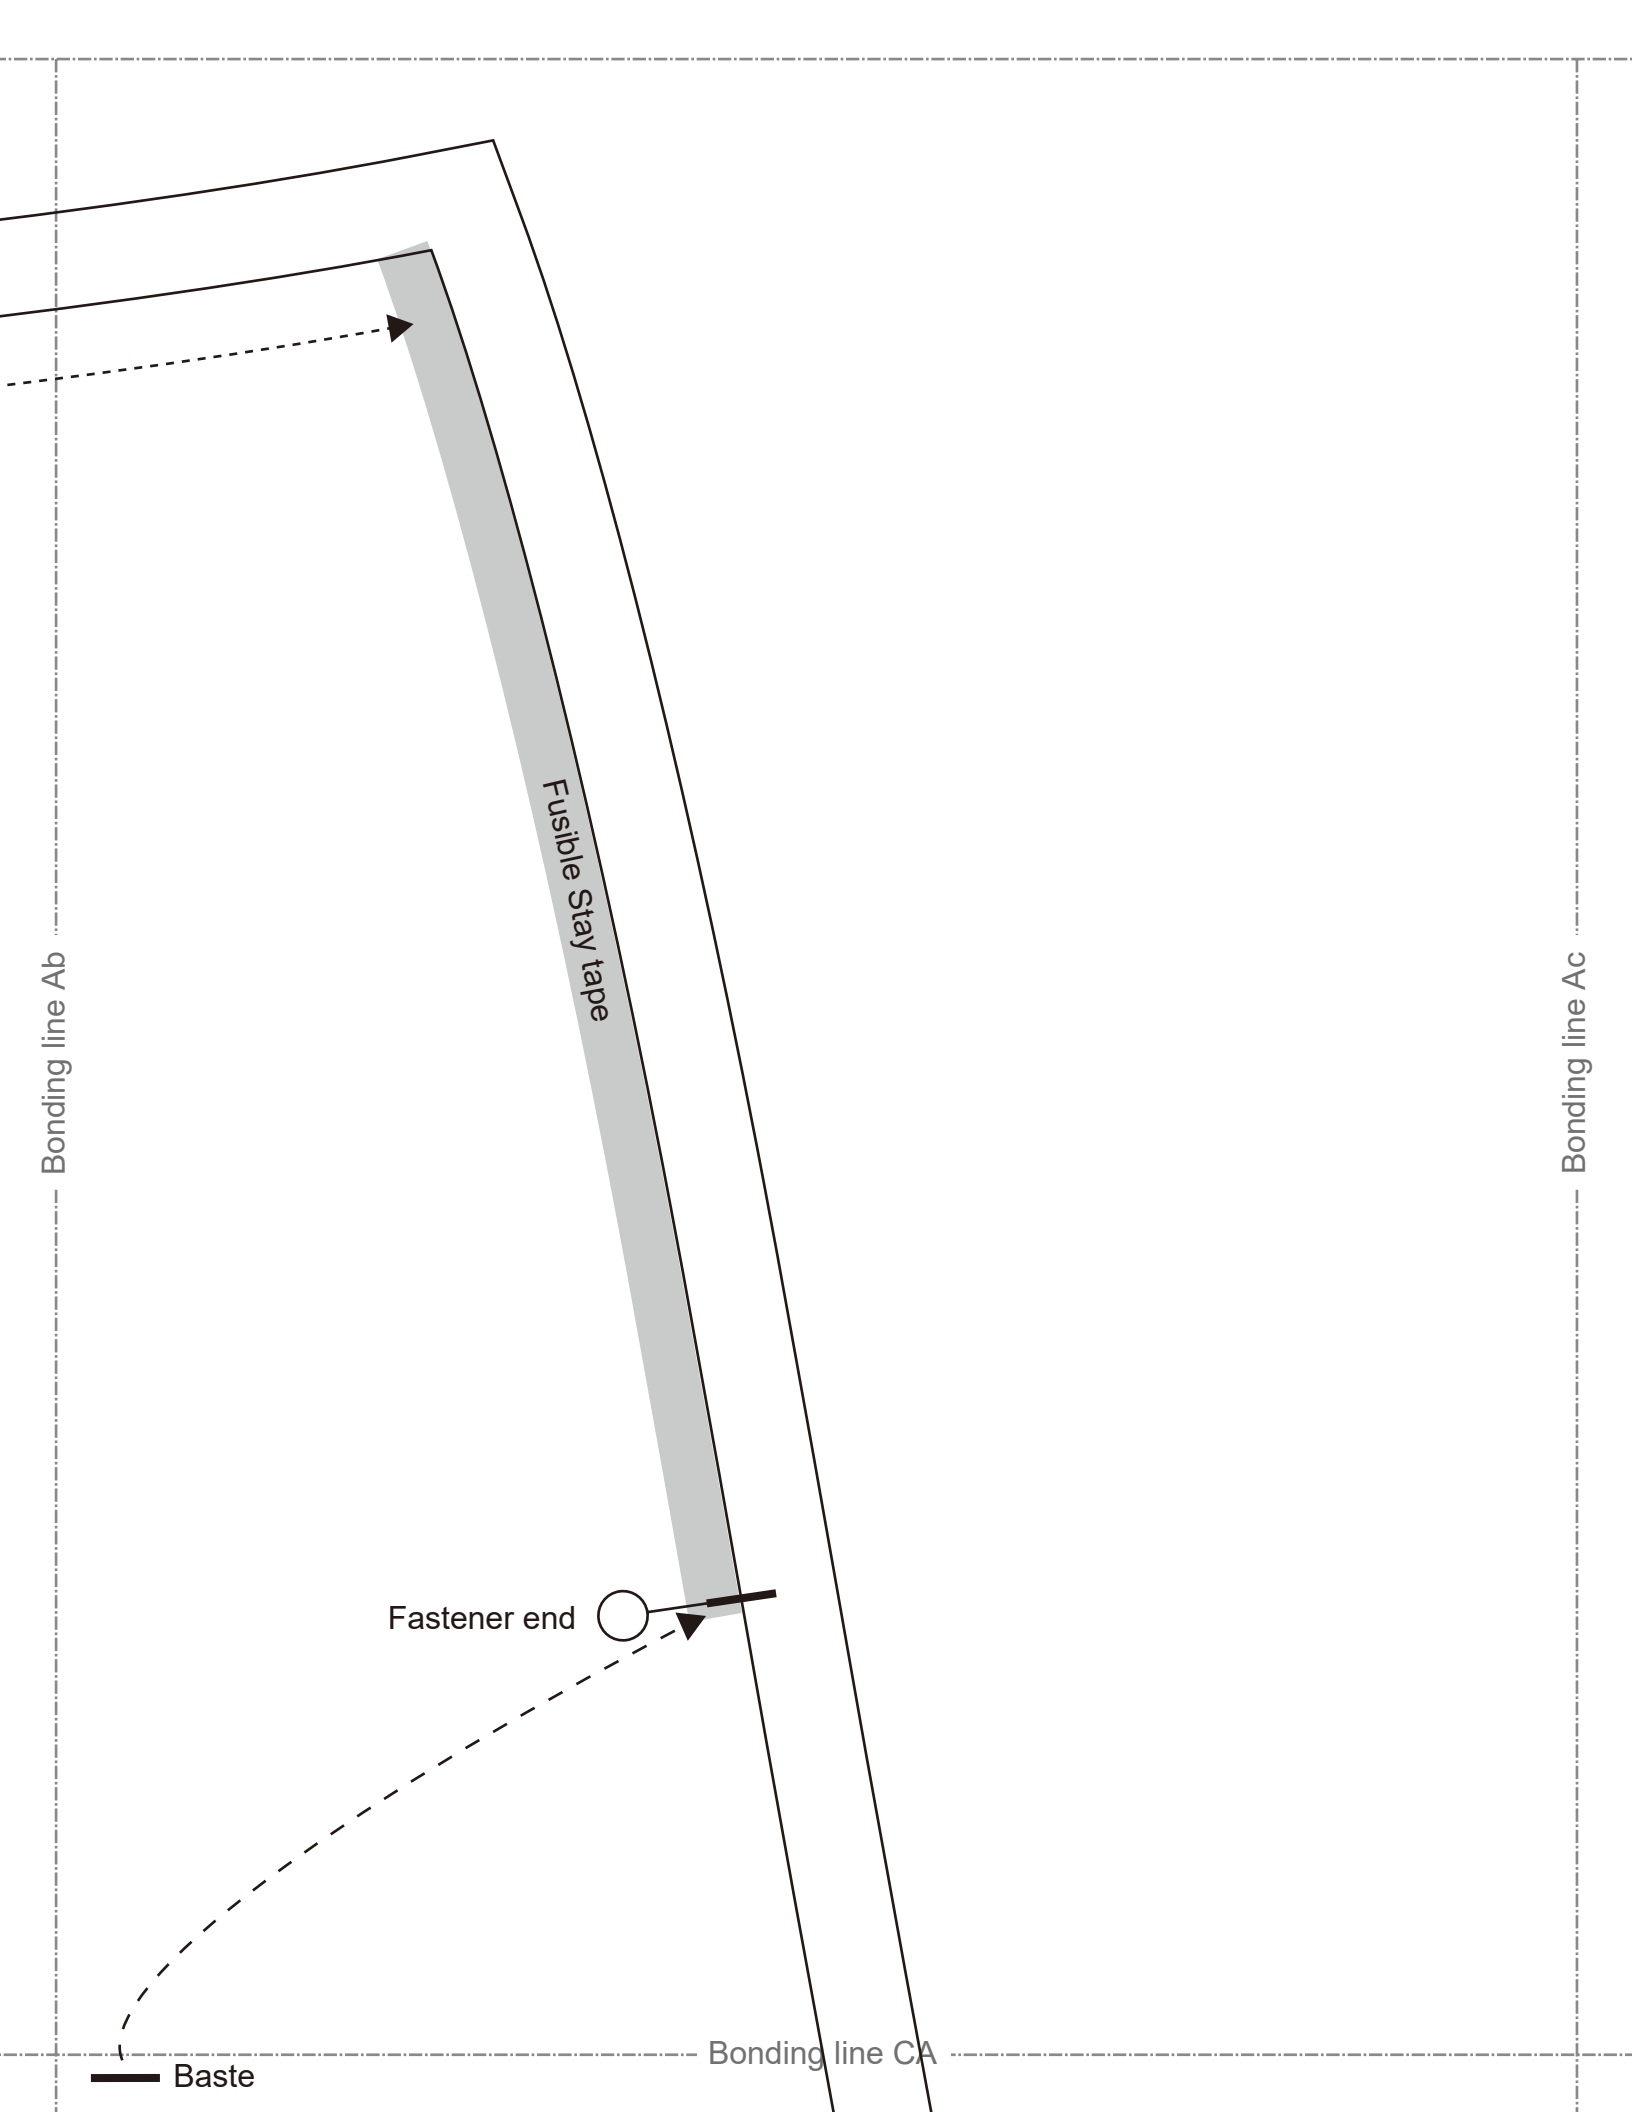 Fusible Stay tape
Bonding line Ab
Bonding line Ac
Fastener end
Bonding line CA
Baste